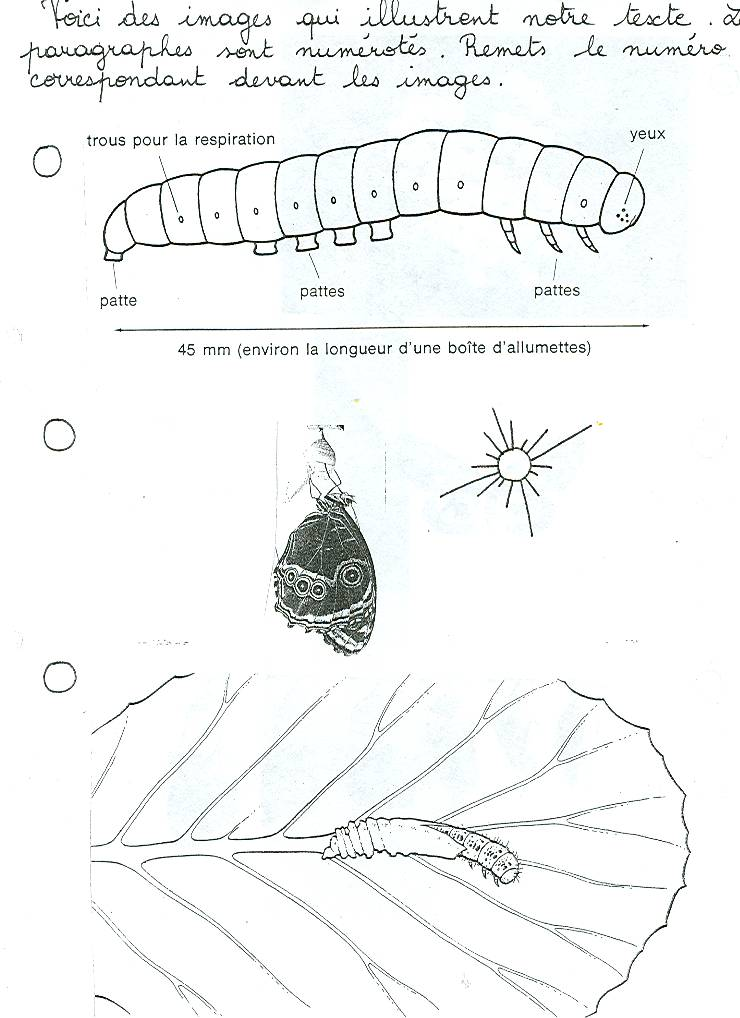 Voici des images qui illustrent notre texte.
paragraphes sont numérotés. Remets le numéro
correspondant devant les images.
trous pour la respiration
yeux
pattes
pattes
patte
45 mm (environ la longueur d'une boîte d'allumettes)